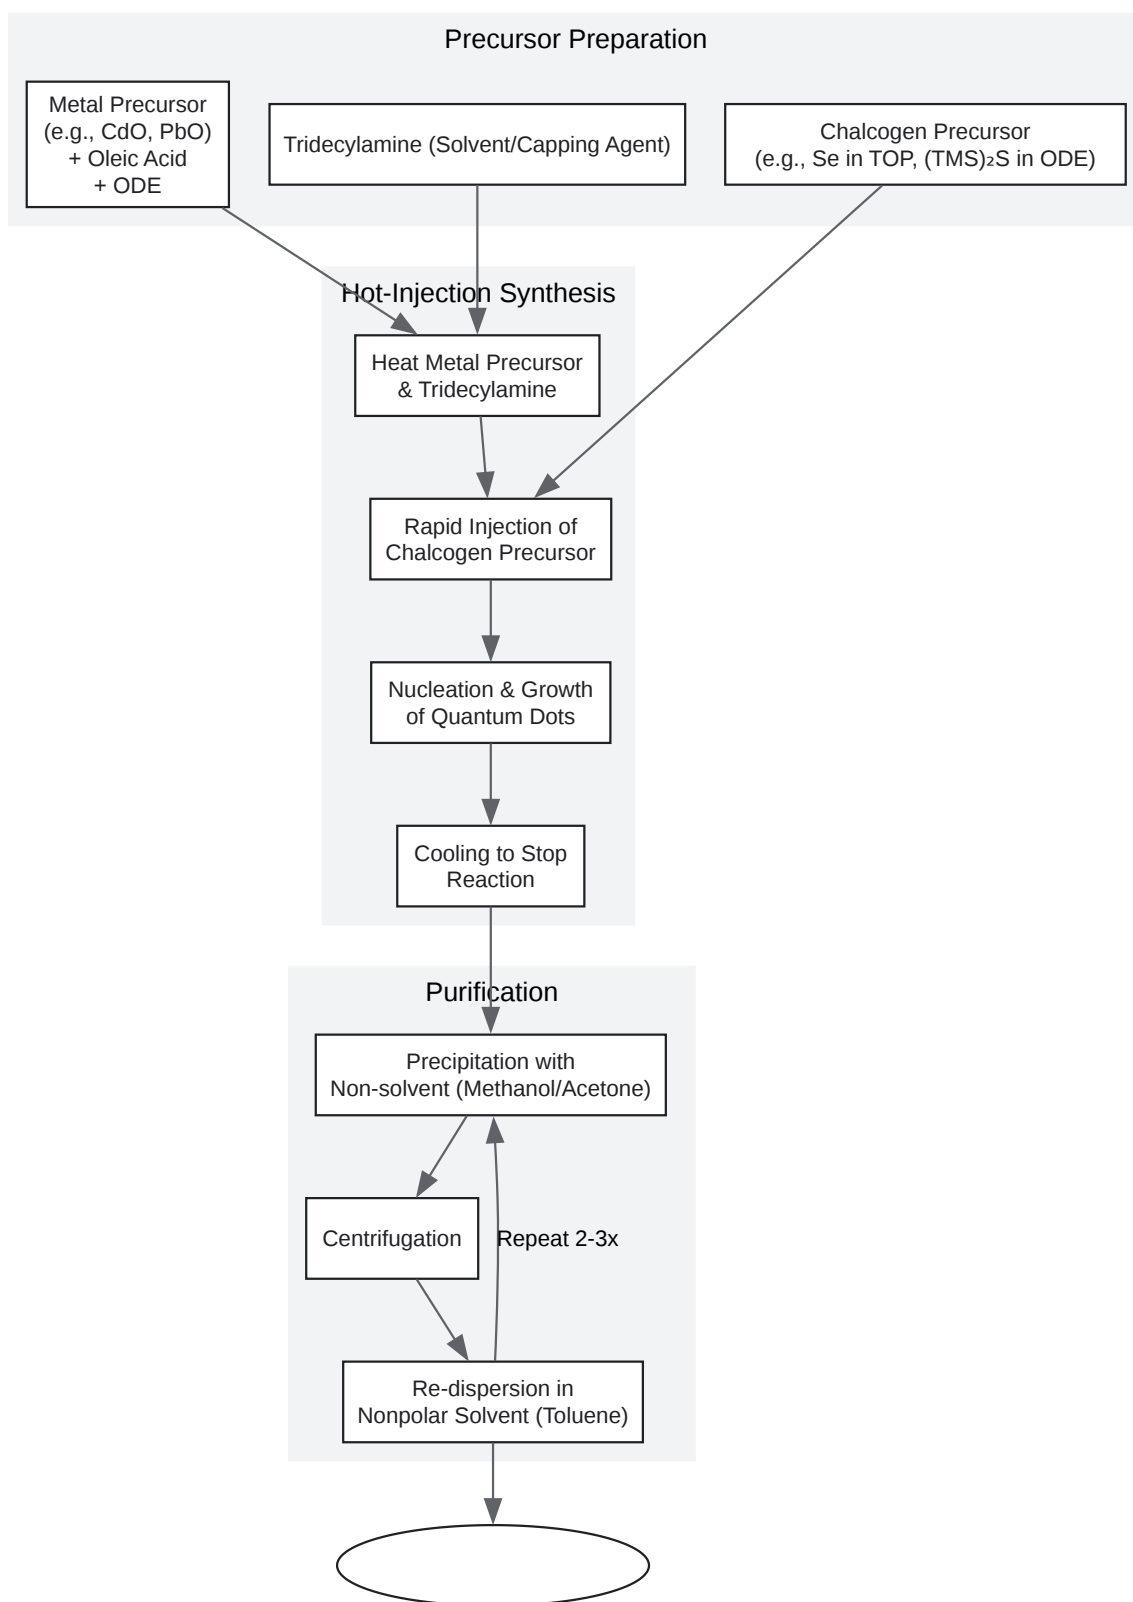 Precursor Preparation
Metal Precursor
(e.g., CdO, PbO)
+ Oleic Acid
+ ODE
Tridecylamine (Solvent/Capping Agent)
Chalcogen Precursor
(e.g., Se in TOP, (TMS)₂S in ODE)
Hot-Injection Synthesis
Heat Metal Precursor
& Tridecylamine
Rapid Injection of
Chalcogen Precursor
Nucleation & Growth
of Quantum Dots
Cooling to Stop
Reaction
Purification
Precipitation with
Non-solvent (Methanol/Acetone)
Centrifugation
Repeat 2-3x
Re-dispersion in
Nonpolar Solvent (Toluene)